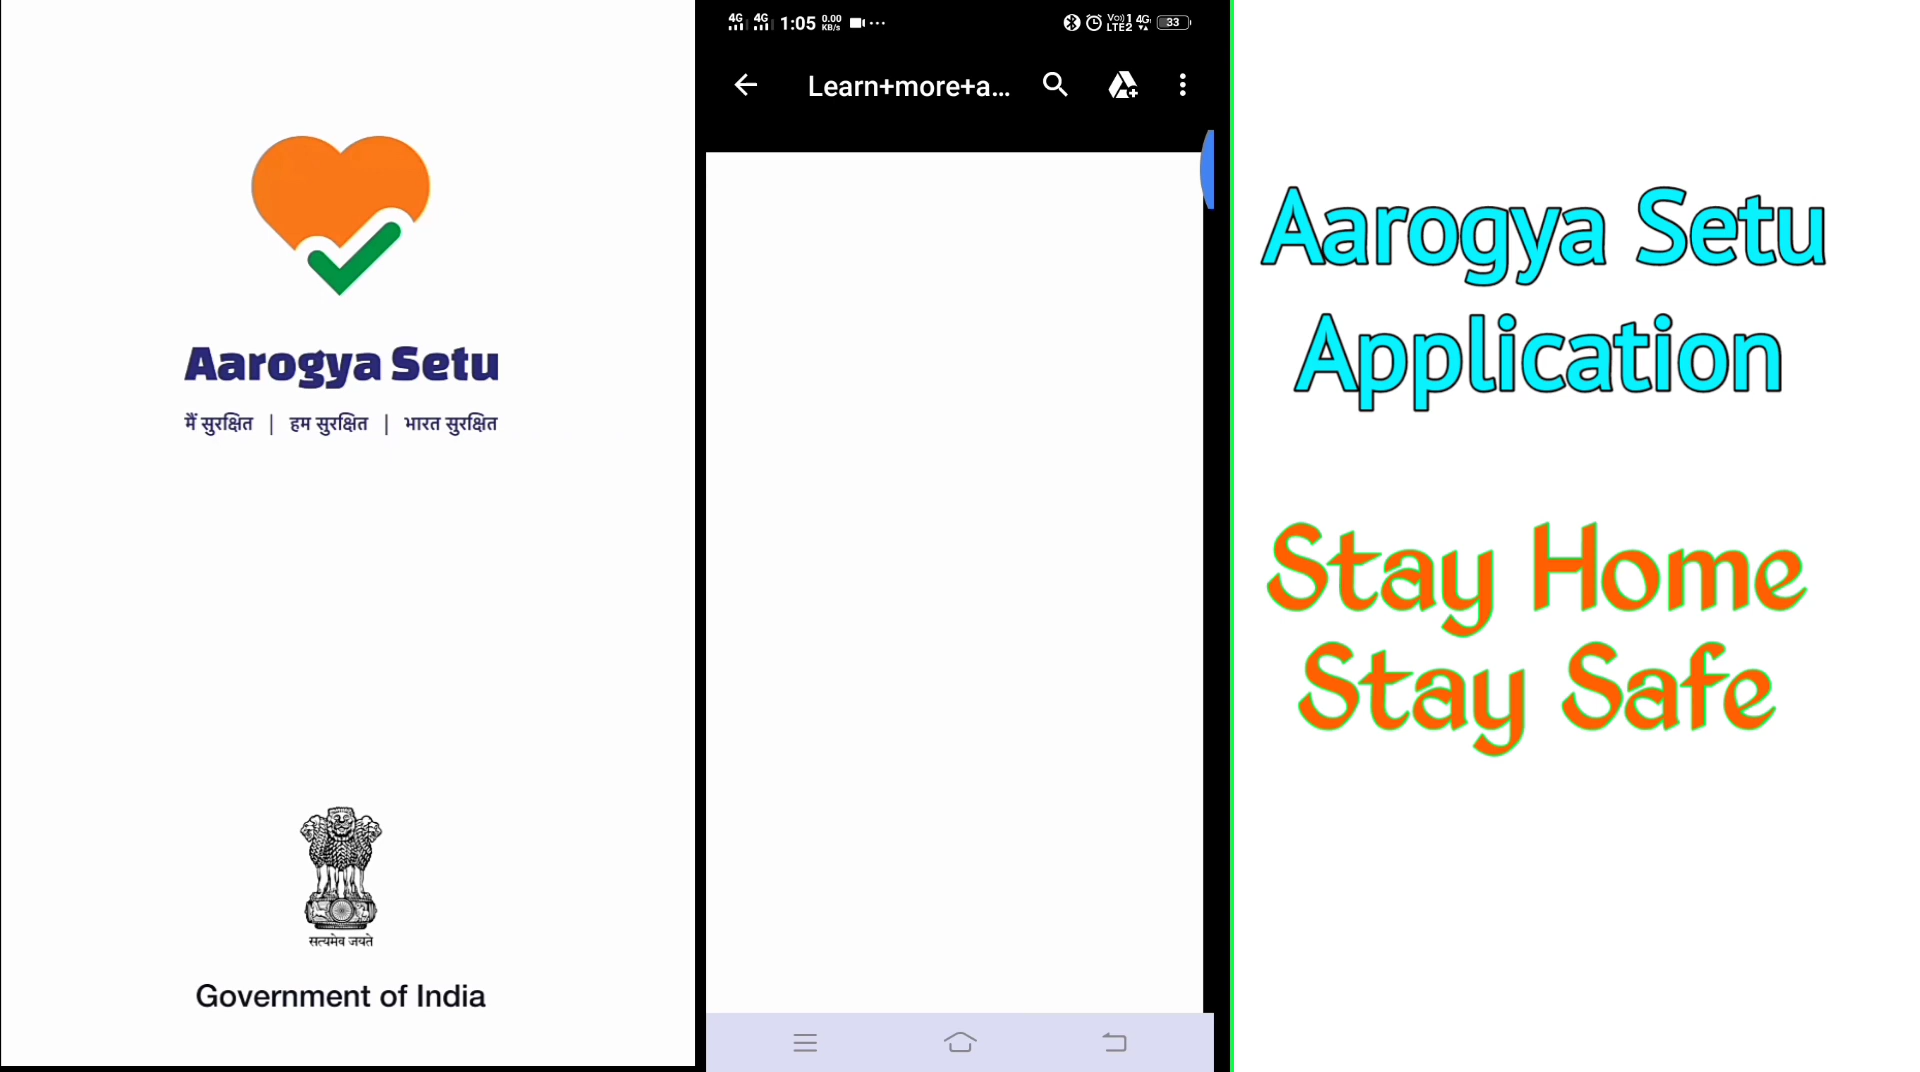 Aarogya Setu
मैं सुरक्षित | हम सुरक्षित | भारत सुरक्षित
सत्यमेव जयते
Government of India
4G 4G 1:05 0.00 KB/s ... Vo) 1 LTE2 4G 33
Learn+more+a...
Aarogya Setu
Application
Stay Home
Stay Safe